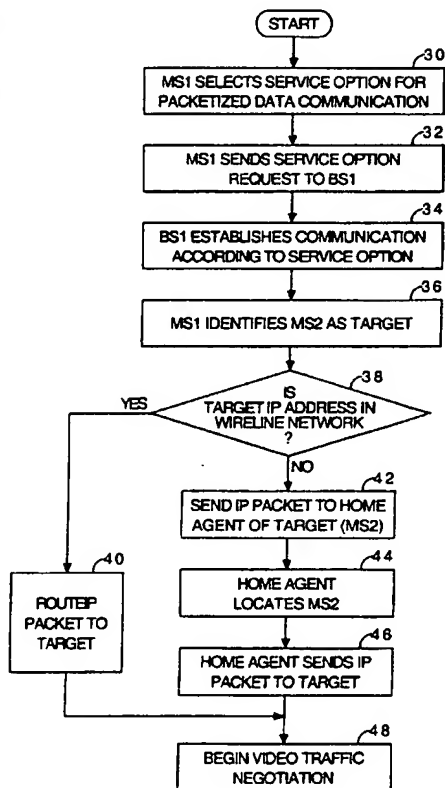 START
30
MS1 SELECTS SERVICE OPTION FOR
PACKETIZED DATA COMMUNICATION
32
MS1 SENDS SERVICE OPTION
REQUEST TO BS1
34
BS1 ESTABLISHES COMMUNICATION
ACCORDING TO SERVICE OPTION
36
MS1 IDENTIFIES MS2 AS TARGET
38
IS
TARGET IP ADDRESS IN
WIRELINE NETWORK
?
YES
NO
42
SEND IP PACKET TO HOME
AGENT OF TARGET (MS2)
44
HOME AGENT
LOCATES MS2
40
ROUTEIP
PACKET TO
TARGET
46
HOME AGENT SENDS IP
PACKET TO TARGET
48
BEGIN VIDEO TRAFFIC
NEGOTIATION